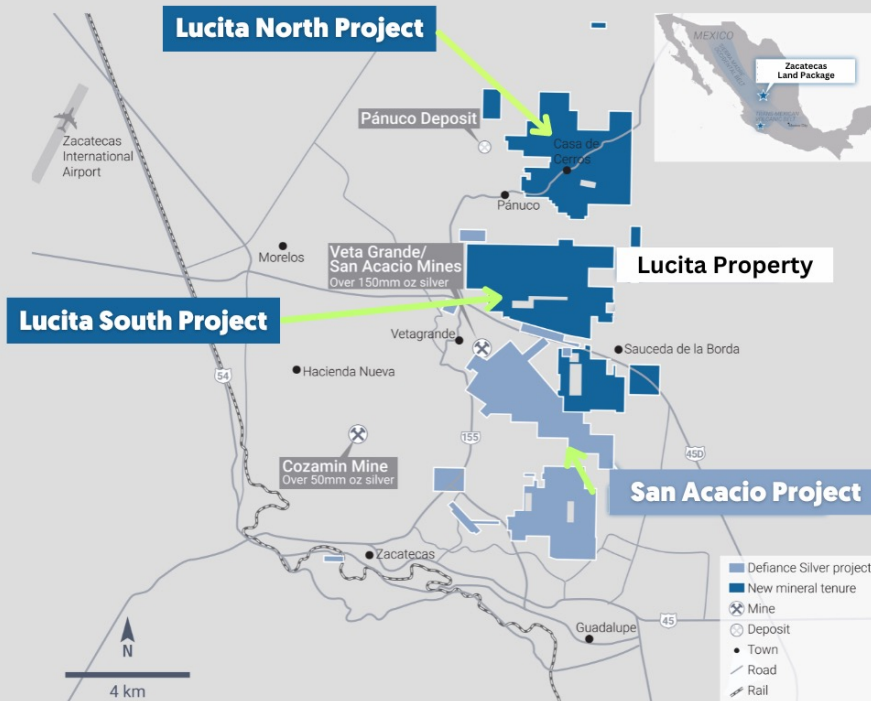 Lucita North Project
MEXICO
Zacatecas
Land Package
Pánuco Deposit
Zacatecas
International
Airport
Casa de
Cerros
Pánuco
Morelos
Veta Grande/
San Acacio Mines
Over 150mm oz silver
Lucita Property
Lucita South Project
Vetagrande
Sauceda de la Borda
54
Hacienda Nueva
155
45D
Cozamin Mine
Over 50mm oz silver
San Acacio Project
Zacatecas
Defiance Silver project
New mineral tenure
Mine
Deposit
Town
Road
Rail
45
Guadalupe
N
4 km